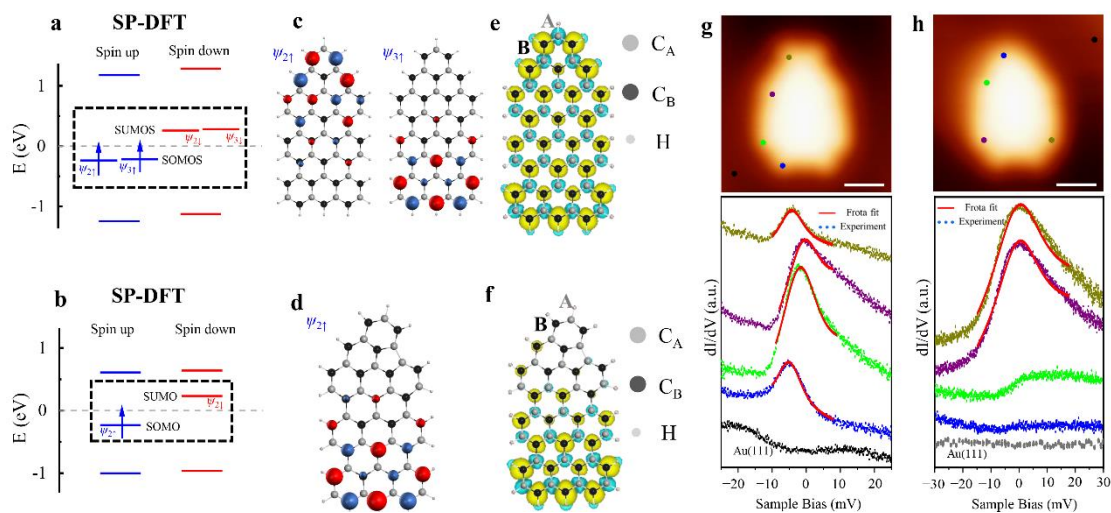 a
SP-DFT
Spin up
Spin down
1
0
-1
E (eV)
SUMOS
ψ2↓
ψ3↓
ψ2↑
ψ3↑
SOMOS
b
SP-DFT
Spin up
Spin down
1
0
-1
E (eV)
SUMO
ψ2↓
SOMO
c
ψ2↑
ψ3↑
d
ψ2↑
e
A
B
CA
CB
H
f
A
B
CA
CB
H
g
Frota fit
Experiment
dI/dV (a.u.)
Au(111)
-20
-10
0
10
20
Sample Bias (mV)
h
Frota fit
Experiment
dI/dV (a.u.)
Au(111)
-30
-20
-10
0
10
20
30
Sample Bias (mV)